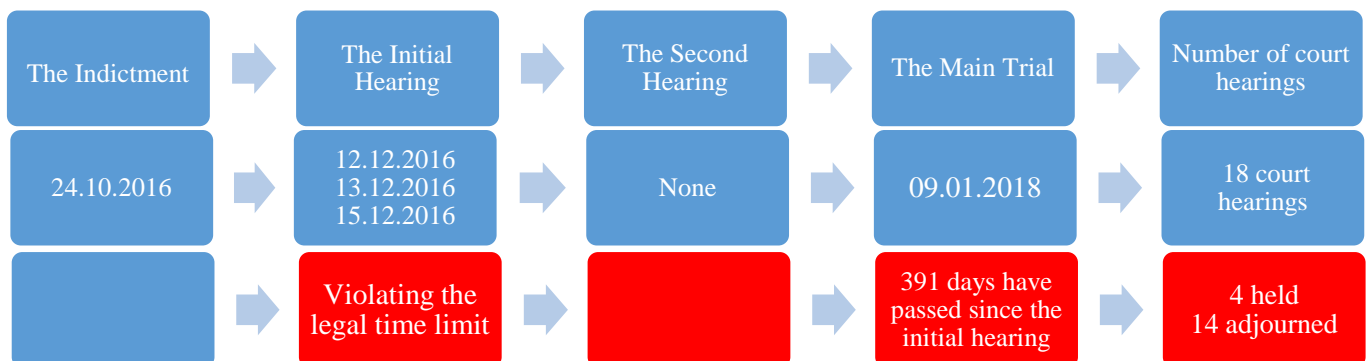 The Indictment
The Initial
Hearing
The Second
Hearing
The Main Trial
Number of court
hearings
24.10.2016
12.12.2016
13.12.2016
15.12.2016
None
09.01.2018
18 court
hearings
Violating the
legal time limit
391 days have
passed since the
initial hearing
4 held
14 adjourned